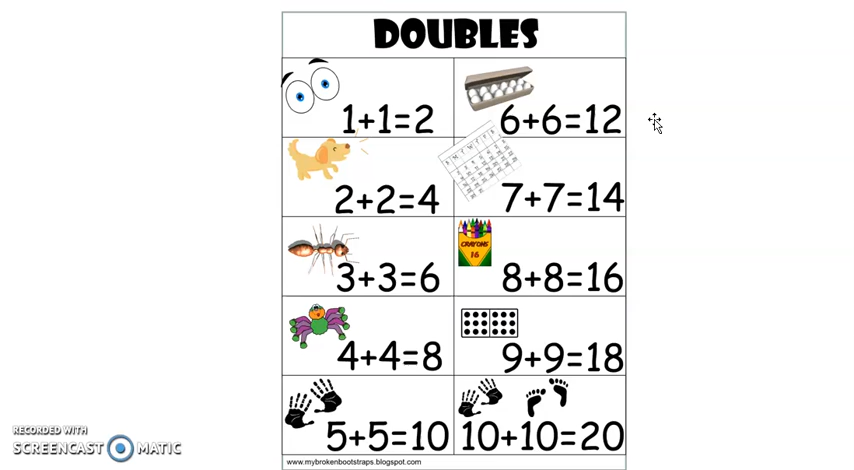 DOUBLES
1+1=2
6+6=12
2+2=4
7+7=14
3+3=6
CRAYONS
16
8+8=16
4+4=8
9+9=18
5+5=10
10+10=20
www.mybrokenbootstraps.blogspot.com
RECORDED WITH
SCREENCAST MATIC